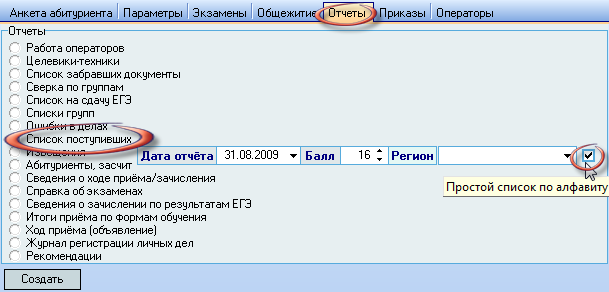 Анкета абитуриента Параметры Экзамены Общежитие Отчеты Приказы Операторы
Отчеты
Работа операторов
Целевики-техники
Список забравших документы
Сверка по группам
Список на сдачу ЕГЭ
Списки групп
Ошибки в делах
Список поступивших
Извещения
Дата отчёта 31.08.2009 Балл 16 Регион
Абитуриенты, засчит
Простой список по алфавиту
Сведения о ходе приёма/зачисления
Справка об экзаменах
Сведения о зачислении по результатам ЕГЭ
Итоги приёма по формам обучения
Ход приёма (объявление)
Журнал регистрации личных дел
Рекомендации
Создать